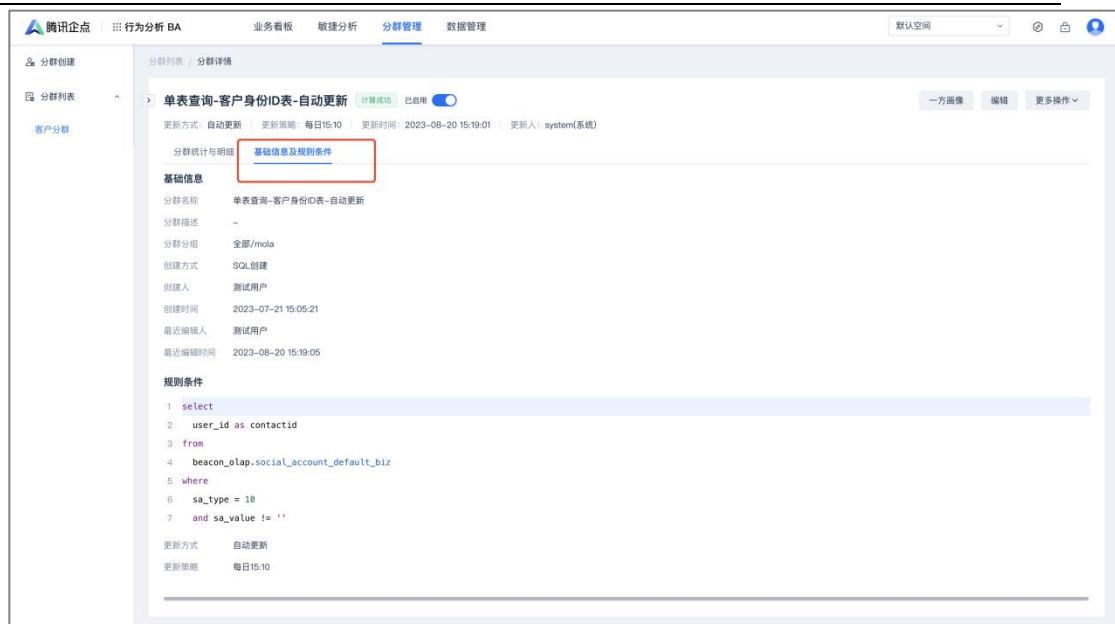 腾讯企点 行为分析 BA 业务看板 敏捷分析 分群管理 数据管理 默认空间
分群创建
分群列表
客户分群
分群列表 / 分群详情
单表查询-客户身份ID表-自动更新 计算成功 已启用
一方画像 编辑 更多操作
更新方式: 自动更新 更新策略: 每日15:10 更新时间: 2023-08-20 15:19:01 更新人: system(系统)
分群统计与明细 基础信息及规则条件
基础信息
分群名称 单表查询-客户身份ID表-自动更新
分群描述 -
分群分组 全部/mola
创建方式 SQL创建
创建人 测试用户
创建时间 2023-07-21 15:05:21
最近编辑人 测试用户
最近编辑时间 2023-08-20 15:19:05
规则条件
1 select
2 user_id as contactid
3 from
4 beacon_olap.social_account_default_biz
5 where
6 sa_type = 10
7 and sa_value != ''
更新方式 自动更新
更新策略 每日15:10